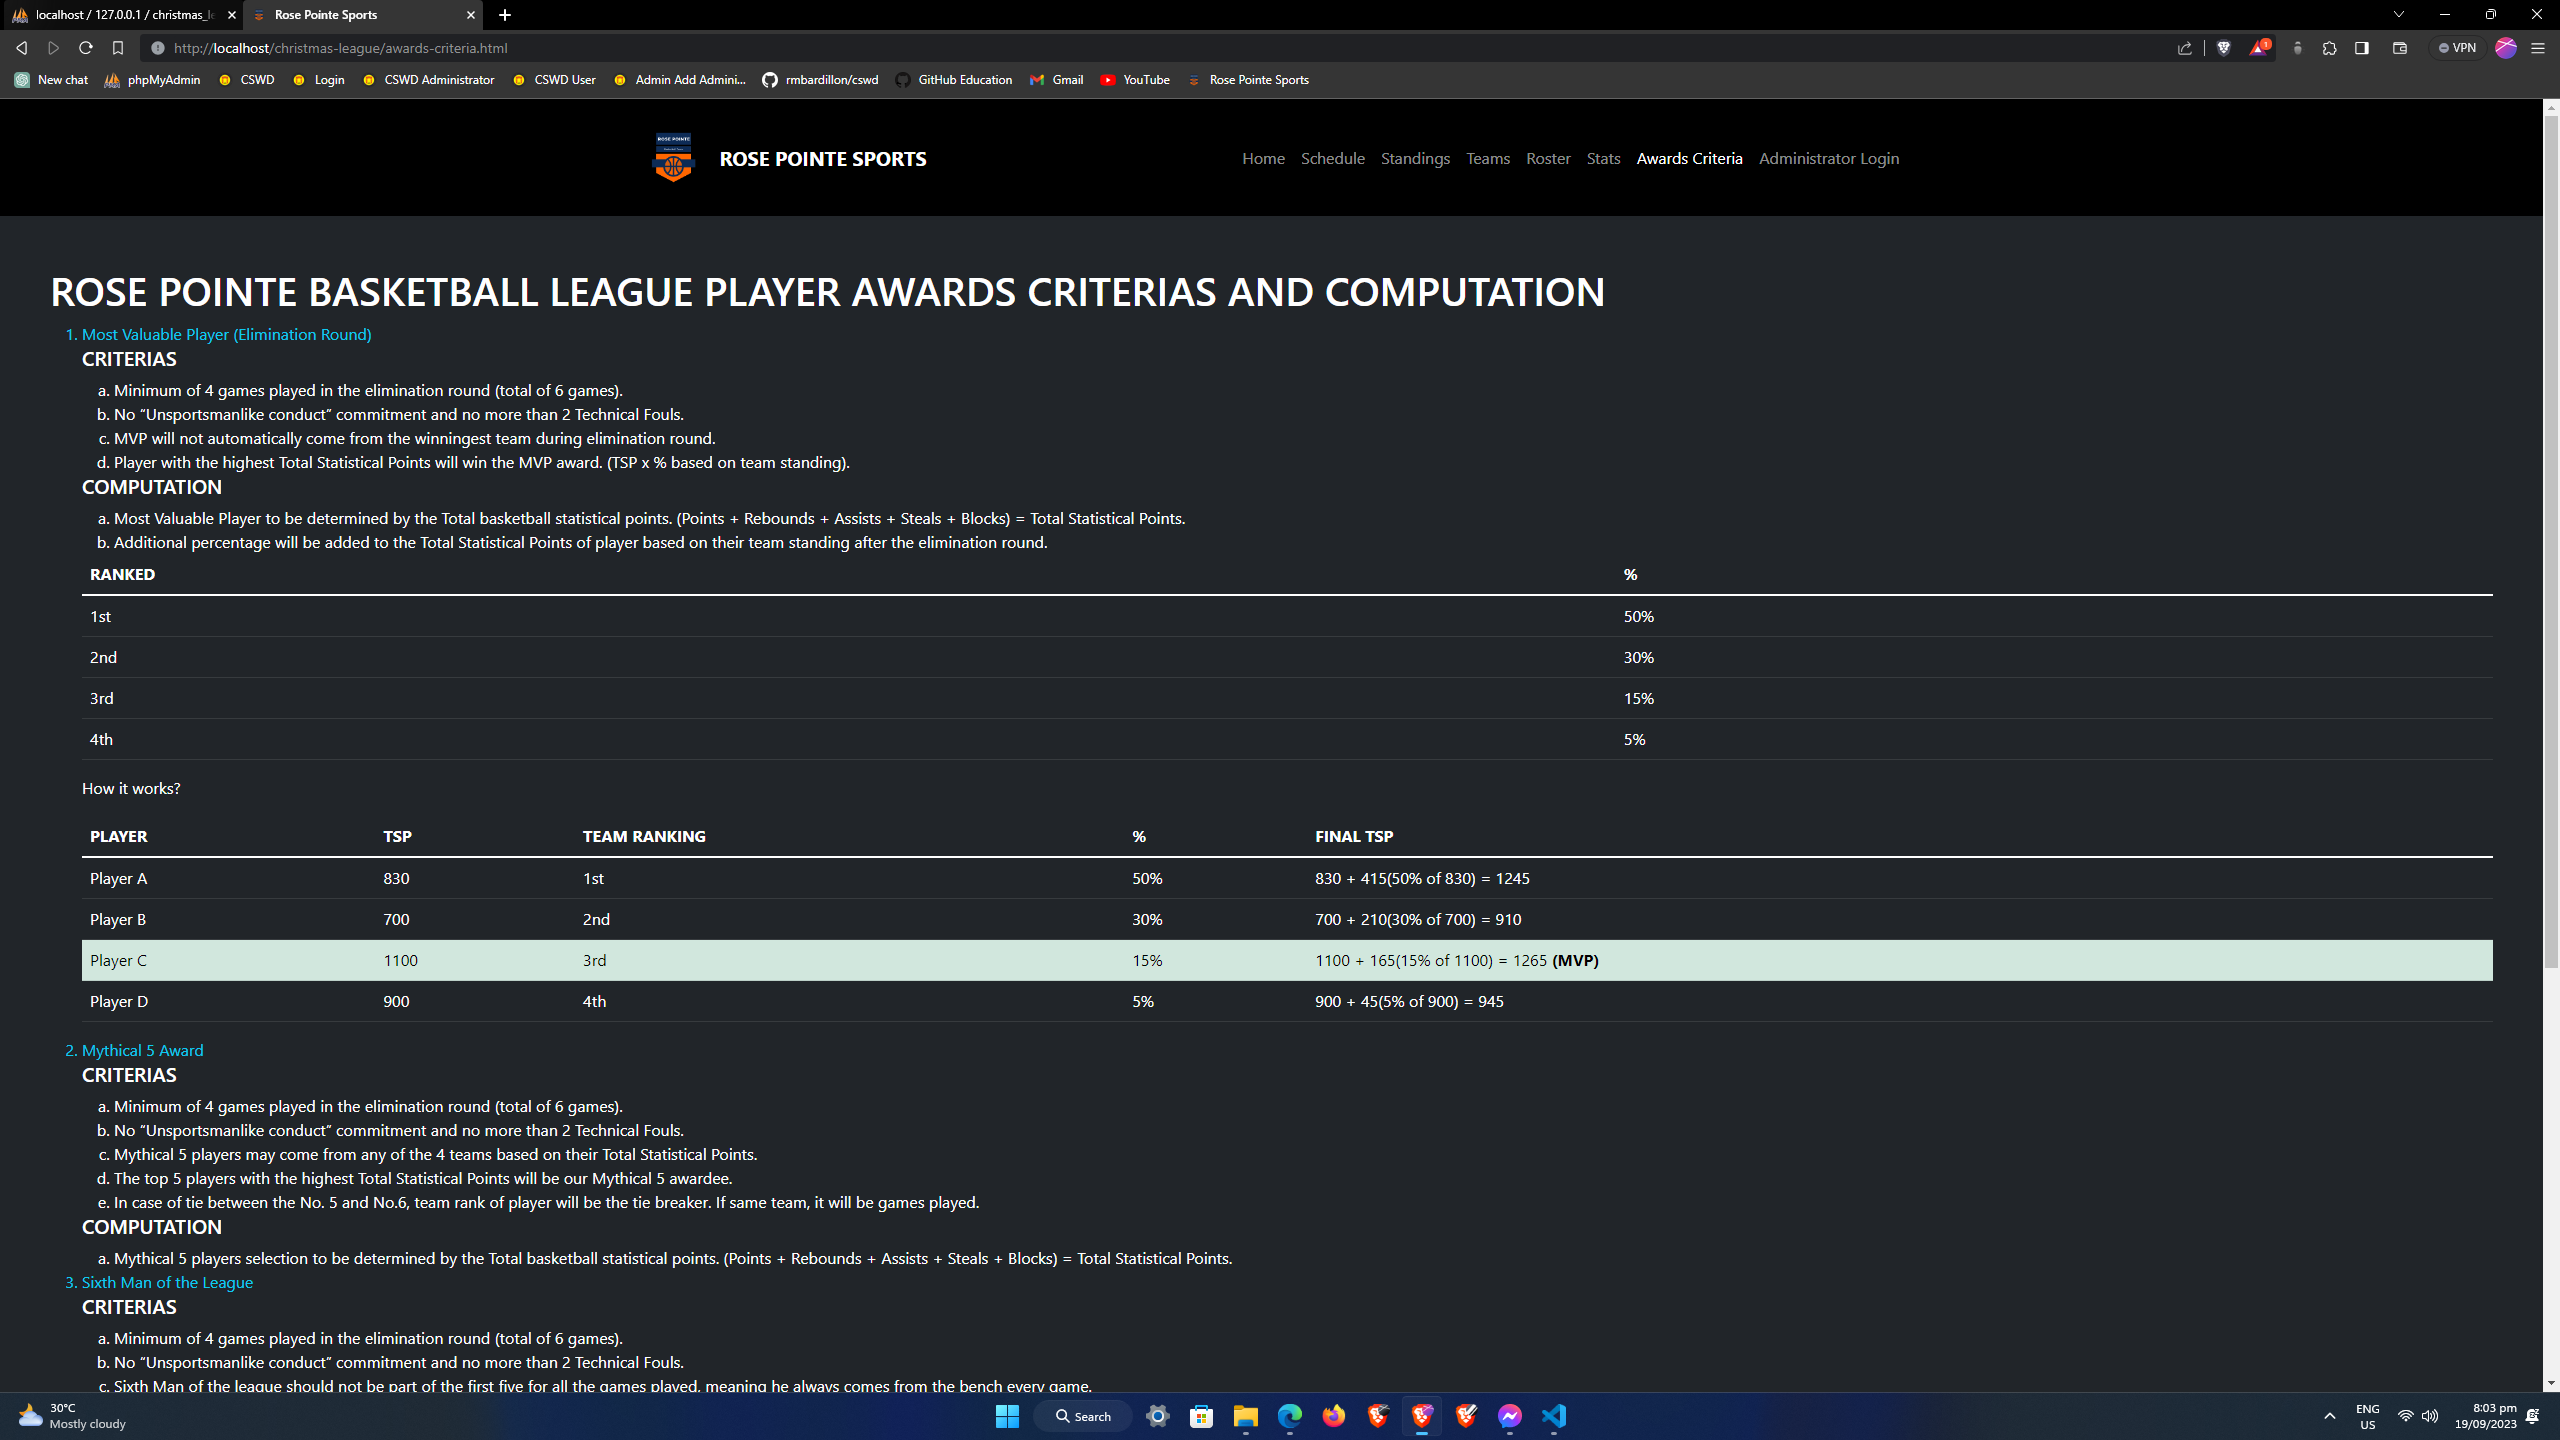 localhost / 127.0.0.1 / christmas_le
Rose Pointe Sports
http://localhost/christmas-league/awards-criteria.html
1
VPN
New chat
phpMyAdmin
CSWD
Login
CSWD Administrator
CSWD User
Admin Add Admini...
rmbardillon/cswd
GitHub Education
Gmail
YouTube
Rose Pointe Sports
ROSE POINTE
ROSE POINTE SPORTS
Home Schedule Standings Teams Roster Stats Awards Criteria Administrator Login
ROSE POINTE BASKETBALL LEAGUE PLAYER AWARDS CRITERIAS AND COMPUTATION
1. Most Valuable Player (Elimination Round)
CRITERIAS
a. Minimum of 4 games played in the elimination round (total of 6 games).
b. No “Unsportsmanlike conduct” commitment and no more than 2 Technical Fouls.
c. MVP will not automatically come from the winningest team during elimination round.
d. Player with the highest Total Statistical Points will win the MVP award. (TSP x % based on team standing).
COMPUTATION
a. Most Valuable Player to be determined by the Total basketball statistical points. (Points + Rebounds + Assists + Steals + Blocks) = Total Statistical Points.
b. Additional percentage will be added to the Total Statistical Points of player based on their team standing after the elimination round.
RANKED %
1st 50%
2nd 30%
3rd 15%
4th 5%
How it works?
PLAYER TSP TEAM RANKING % FINAL TSP
Player A 830 1st 50% 830 + 415(50% of 830) = 1245
Player B 700 2nd 30% 700 + 210(30% of 700) = 910
Player C 1100 3rd 15% 1100 + 165(15% of 1100) = 1265 (MVP)
Player D 900 4th 5% 900 + 45(5% of 900) = 945
2. Mythical 5 Award
CRITERIAS
a. Minimum of 4 games played in the elimination round (total of 6 games).
b. No “Unsportsmanlike conduct” commitment and no more than 2 Technical Fouls.
c. Mythical 5 players may come from any of the 4 teams based on their Total Statistical Points.
d. The top 5 players with the highest Total Statistical Points will be our Mythical 5 awardee.
e. In case of tie between the No. 5 and No.6, team rank of player will be the tie breaker. If same team, it will be games played.
COMPUTATION
a. Mythical 5 players selection to be determined by the Total basketball statistical points. (Points + Rebounds + Assists + Steals + Blocks) = Total Statistical Points.
3. Sixth Man of the League
CRITERIAS
a. Minimum of 4 games played in the elimination round (total of 6 games).
b. No “Unsportsmanlike conduct” commitment and no more than 2 Technical Fouls.
c. Sixth Man of the league should not be part of the first five for all the games played, meaning he always comes from the bench every game.
30°C
Mostly cloudy
Search
ENG
US
8:03 pm
19/09/2023